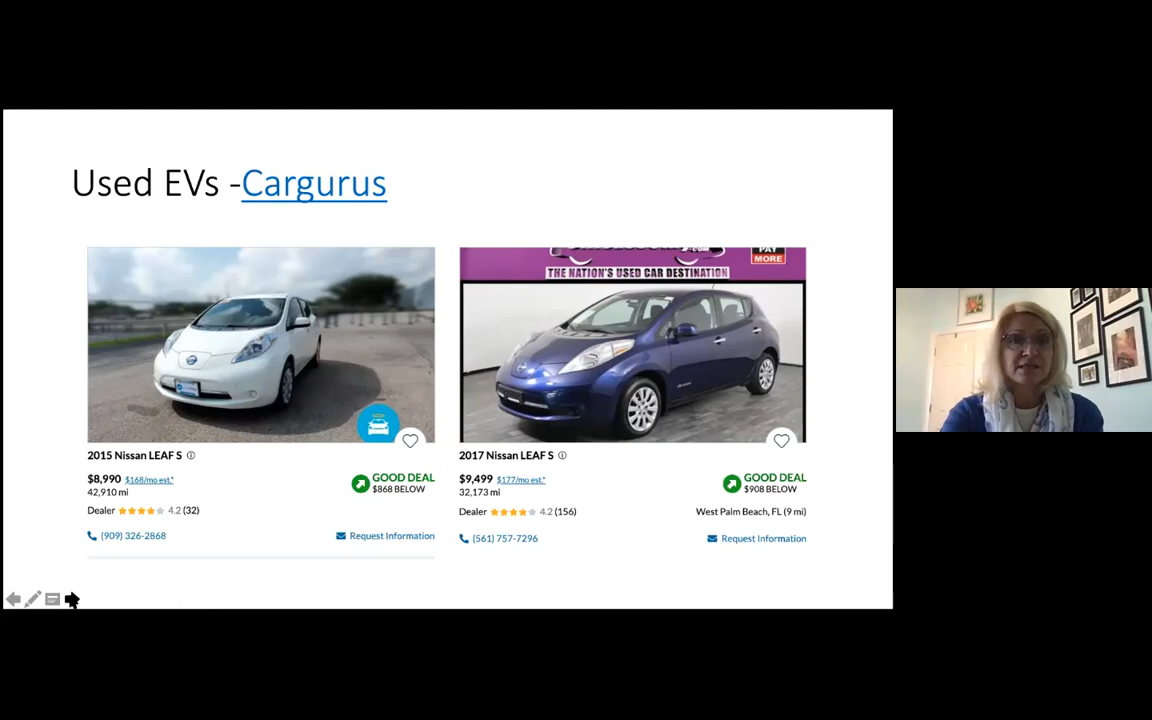 Used EVs -Cargurus
THE NATION'S USED CAR DESTINATION
PAY
MORE
2015 Nissan LEAF S
$8,990 $168/mo est.*
GOOD DEAL
$868 BELOW
42,910 mi
Dealer 4.2 (32)
(909) 326-2868
Request Information
2017 Nissan LEAF S
$9,499 $177/mo est.*
GOOD DEAL
$908 BELOW
32,173 mi
Dealer 4.2 (156)
West Palm Beach, FL (9 mi)
(561) 757-7296
Request Information